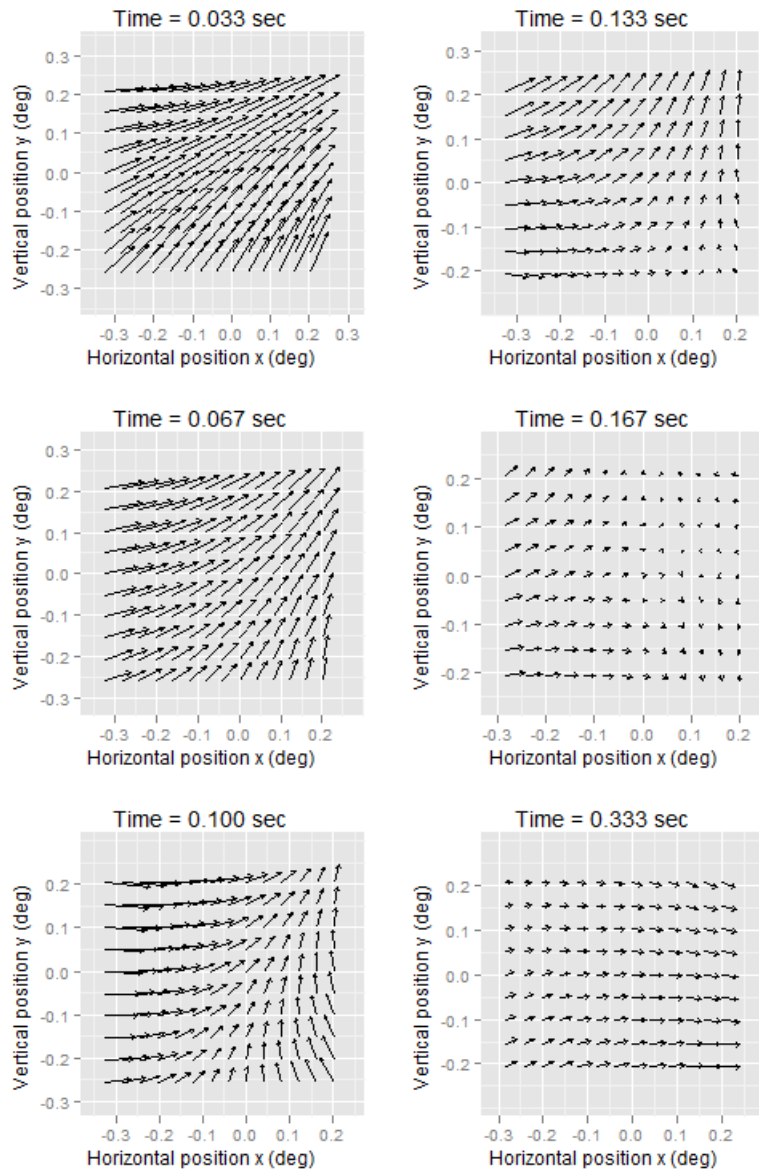 Time = 0.033 sec
Vertical position y (deg)
0.3
0.2
0.1
0.0
-0.1
-0.2
-0.3
-0.3 -0.2 -0.1 0.0 0.1 0.2 0.3
Horizontal position x (deg)
Time = 0.133 sec
Vertical position y (deg)
0.3
0.2
0.1
0.0
-0.1
-0.2
-0.3 -0.2 -0.1 0.0 0.1 0.2
Horizontal position x (deg)
Time = 0.067 sec
Vertical position y (deg)
0.3
0.2
0.1
0.0
-0.1
-0.2
-0.3
-0.3 -0.2 -0.1 0.0 0.1 0.2 0.3
Horizontal position x (deg)
Time = 0.167 sec
Vertical position y (deg)
0.2
0.1
0.0
-0.1
-0.2
-0.3 -0.2 -0.1 0.0 0.1 0.2
Horizontal position x (deg)
Time = 0.100 sec
Vertical position y (deg)
0.2
0.1
0.0
-0.1
-0.2
-0.3
-0.3 -0.2 -0.1 0.0 0.1 0.2
Horizontal position x (deg)
Time = 0.333 sec
Vertical position y (deg)
0.2
0.1
0.0
-0.1
-0.2
-0.3 -0.2 -0.1 0.0 0.1 0.2
Horizontal position x (deg)